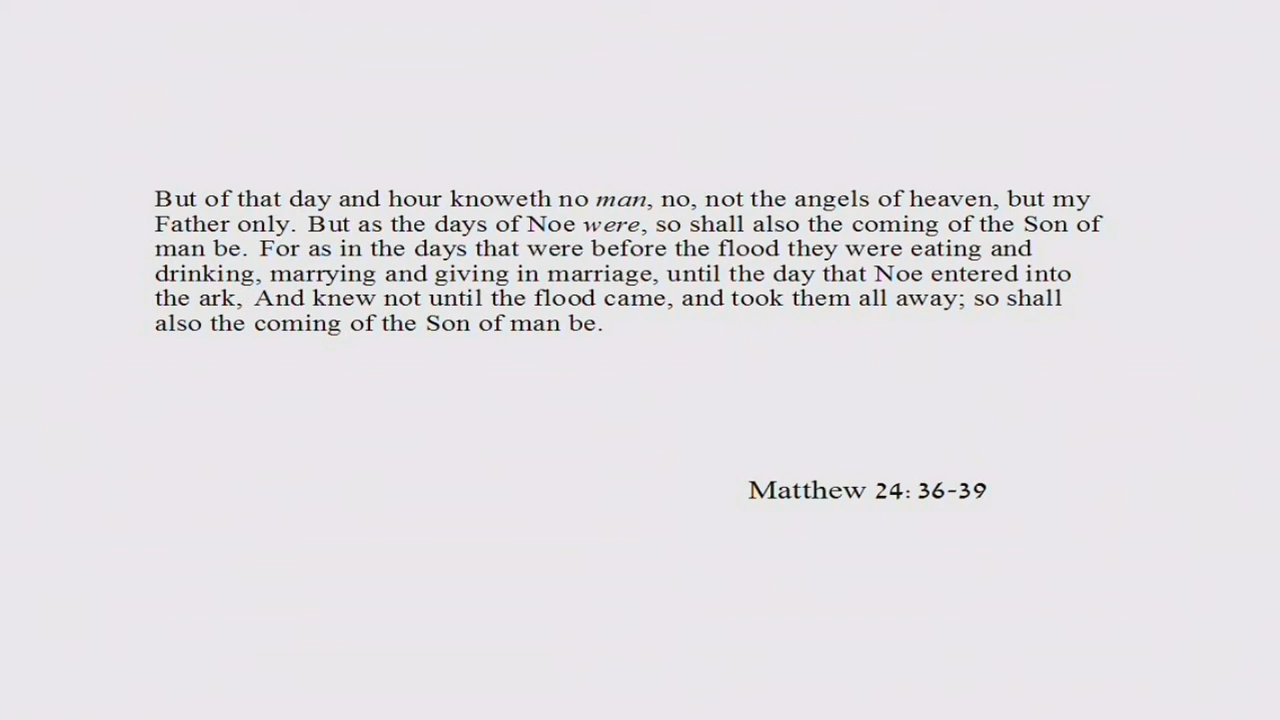 But of that day and hour knoweth no man, no, not the angels of heaven, but my
Father only. But as the days of Noe were, so shall also the coming of the Son of
man be. For as in the days that were before the flood they were eating and
drinking, marrying and giving in marriage, until the day that Noe entered into
the ark, And knew not until the flood came, and took them all away; so shall
also the coming of the Son of man be.
Matthew 24: 36-39